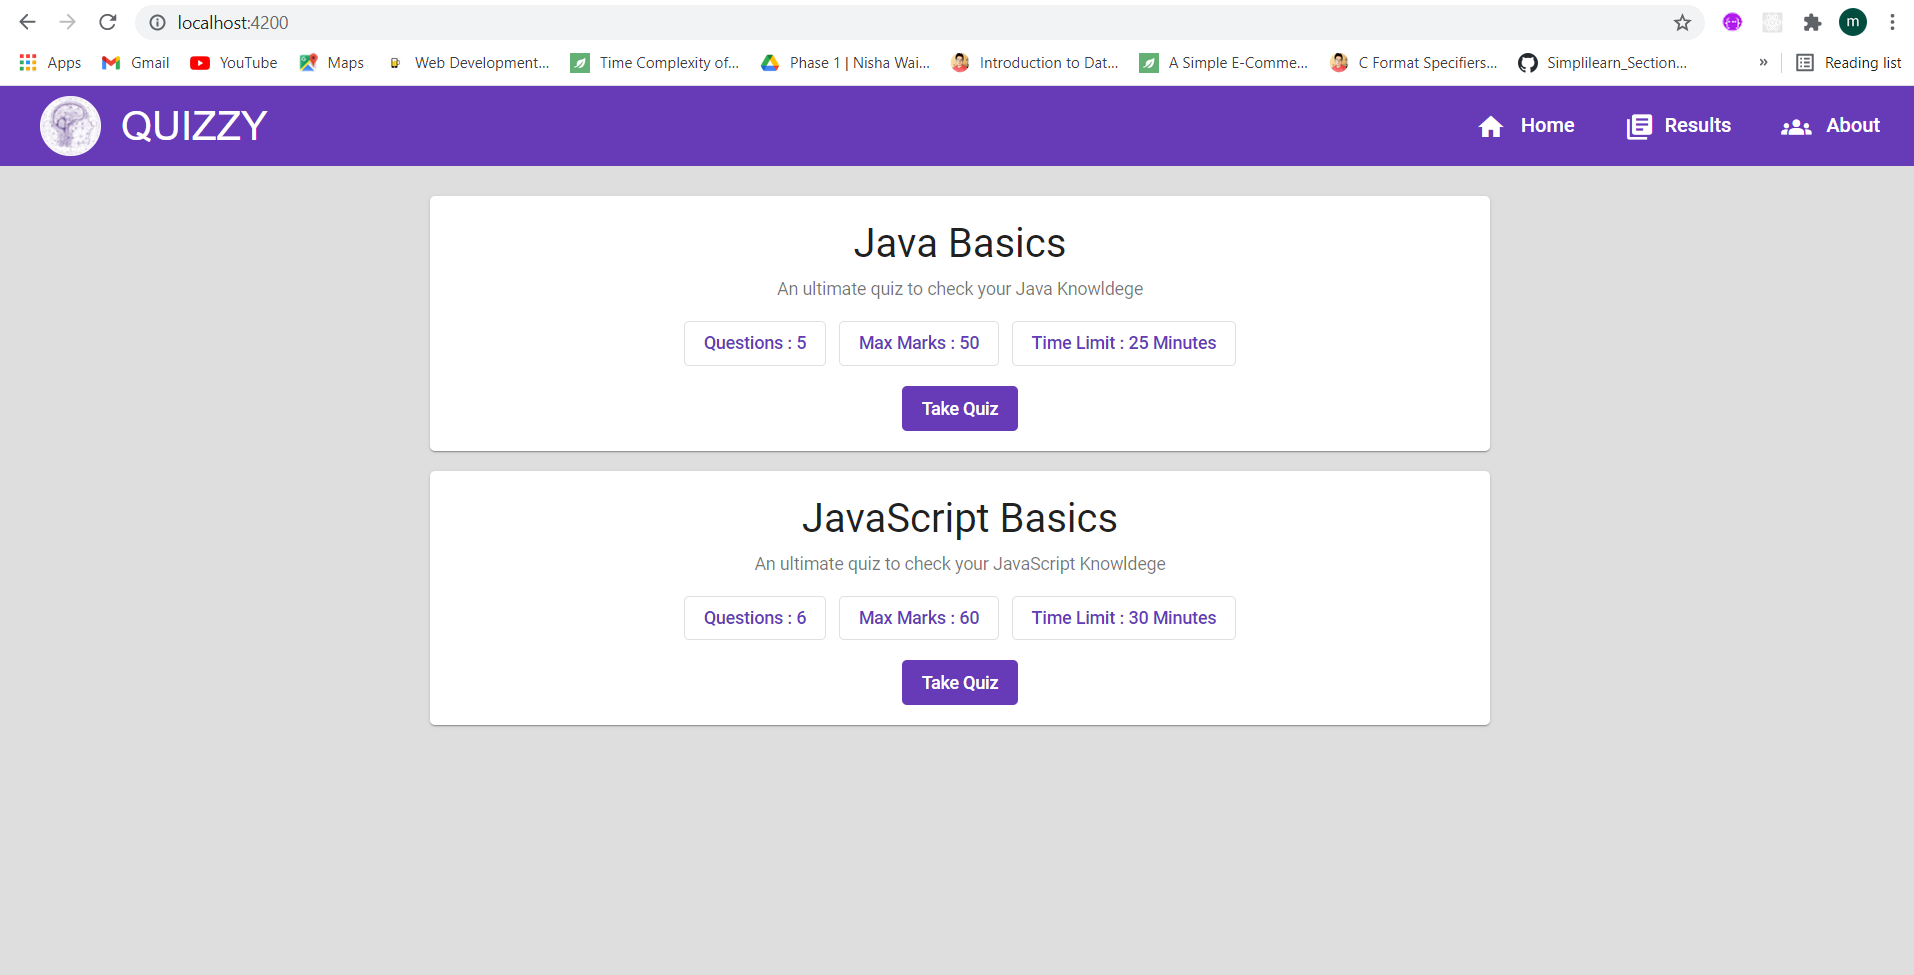 localhost:4200
m
Apps Gmail YouTube Maps Web Development... Time Complexity of... Phase 1 | Nisha Wai... Introduction to Dat... A Simple E-Comme... C Format Specifiers... Simplilearn_Section... » Reading list
QUIZZY Home Results About
Java Basics
An ultimate quiz to check your Java Knowldege
Questions : 5 Max Marks : 50 Time Limit : 25 Minutes
Take Quiz
JavaScript Basics
An ultimate quiz to check your JavaScript Knowldege
Questions : 6 Max Marks : 60 Time Limit : 30 Minutes
Take Quiz